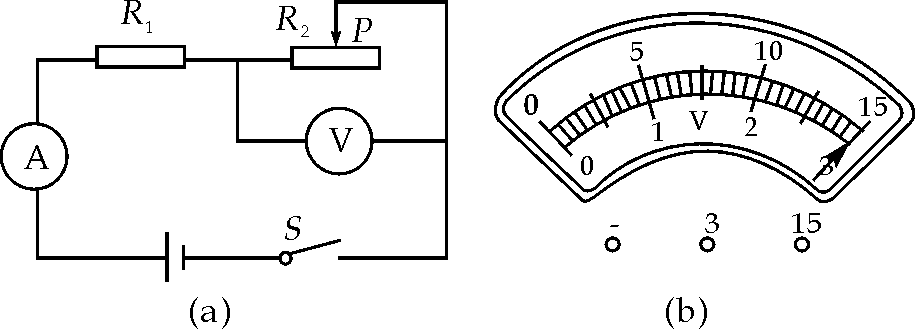 R₁ R₂ P
A V
S
(a)
0 5 10 15
0 1 V 2 3
- 3 15
(b)